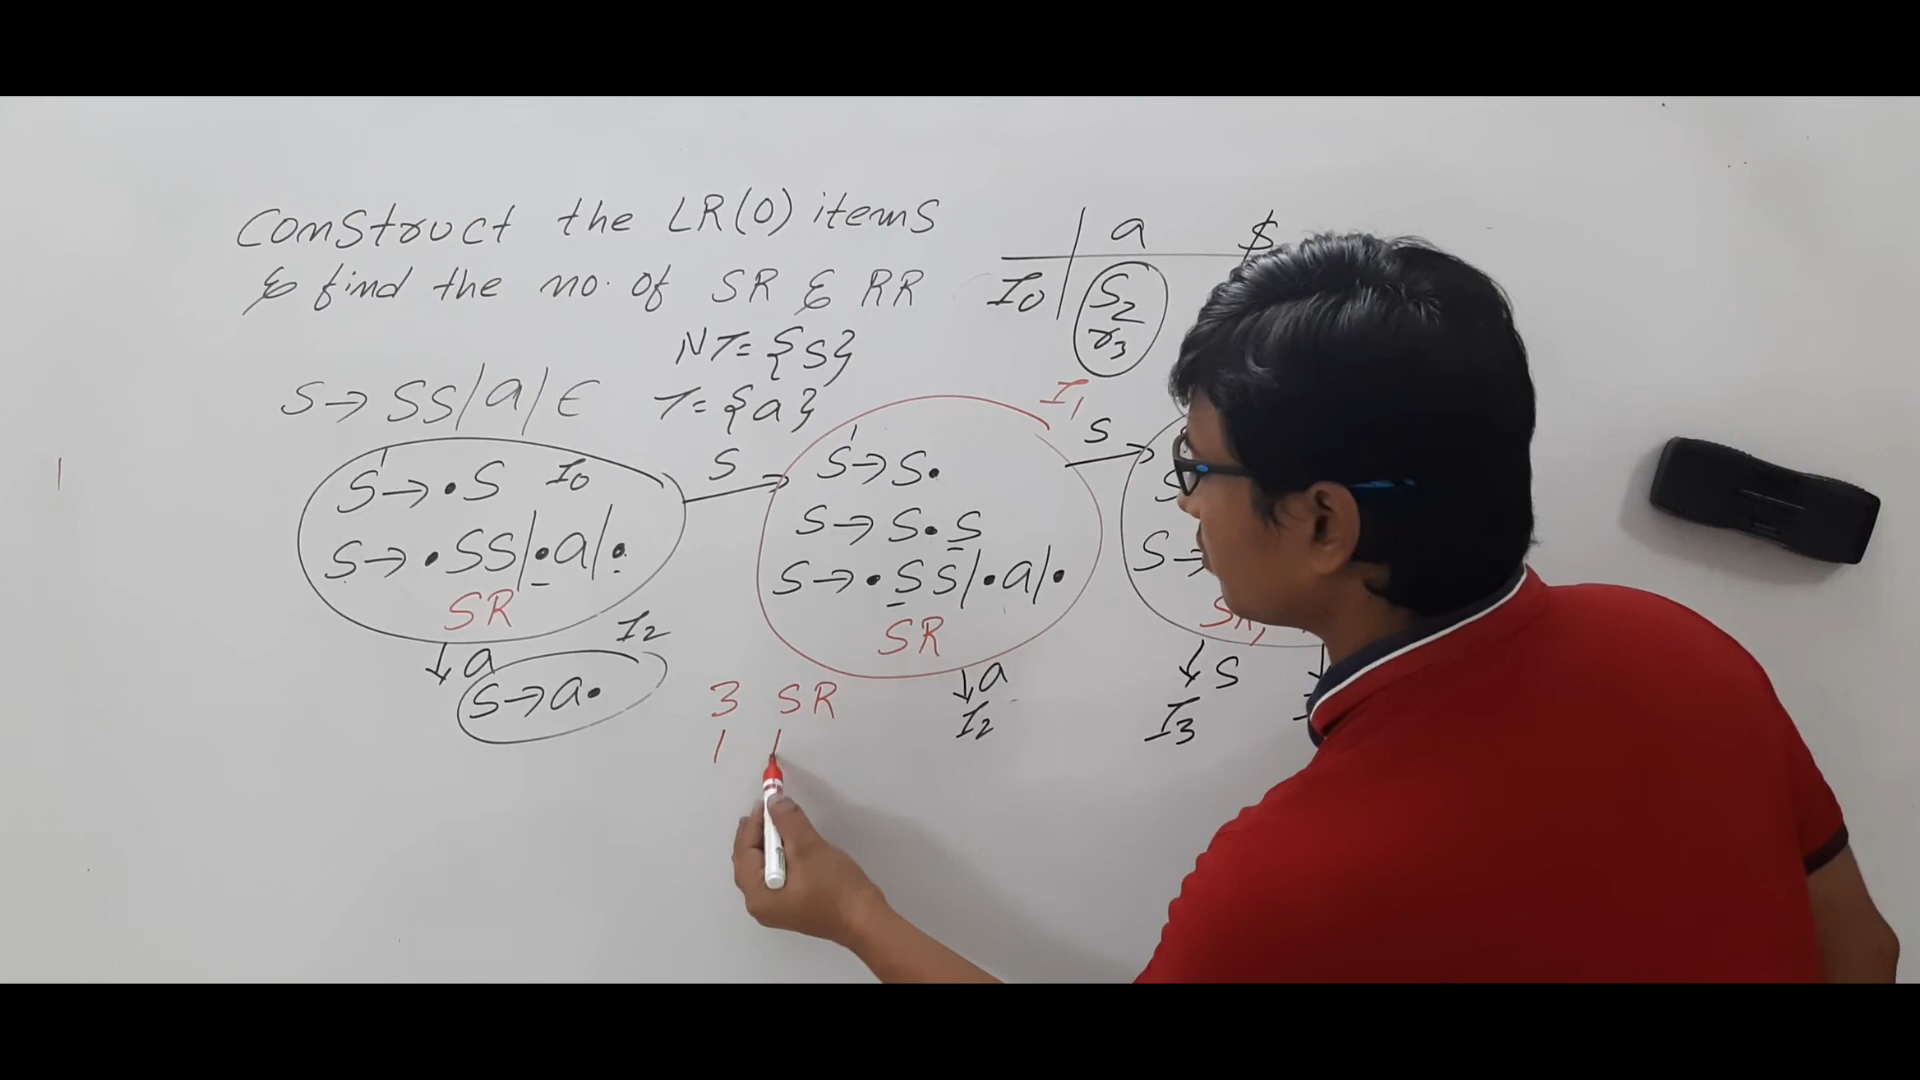 Construct the LR(0) items
& find the no. of SR & RR
NT = {S}
S → SS | a | ε T = {a}
a $
I0 S2
r3
S' → •S I0
S → •SS | •a | •
SR
a
I2
S → a•
S
I1
S' → S•
S → S•S
S → •SS | •a | •
SR
a
I2
S
S
S →
SR,
S
I3
3 SR
1